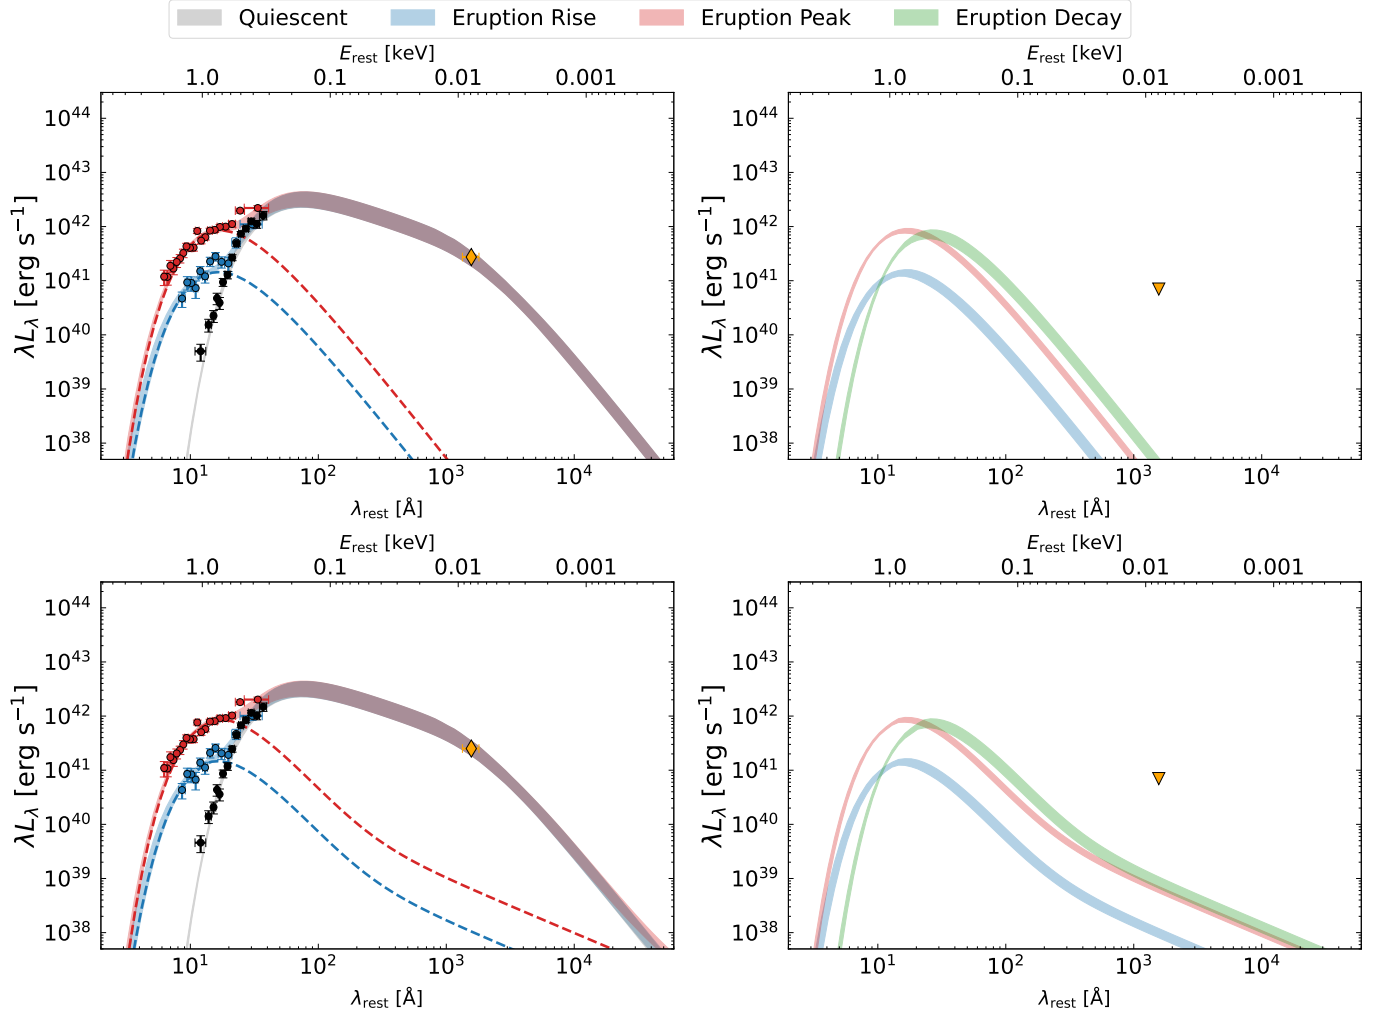 Quiescent Eruption Rise Eruption Peak Eruption Decay
E_rest [keV] E_rest [keV]
1.0 0.1 0.01 0.001 1.0 0.1 0.01 0.001
10^44 10^44
10^43 10^43
10^42 10^42
10^41 10^41
10^40 10^40
10^39 10^39
10^38 10^38
λL_λ [erg s^−1] λL_λ [erg s^−1]
10^1 10^2 10^3 10^4 10^1 10^2 10^3 10^4
λ_rest [Å] λ_rest [Å]
E_rest [keV] E_rest [keV]
1.0 0.1 0.01 0.001 1.0 0.1 0.01 0.001
10^44 10^44
10^43 10^43
10^42 10^42
10^41 10^41
10^40 10^40
10^39 10^39
10^38 10^38
λL_λ [erg s^−1] λL_λ [erg s^−1]
10^1 10^2 10^3 10^4 10^1 10^2 10^3 10^4
λ_rest [Å] λ_rest [Å]